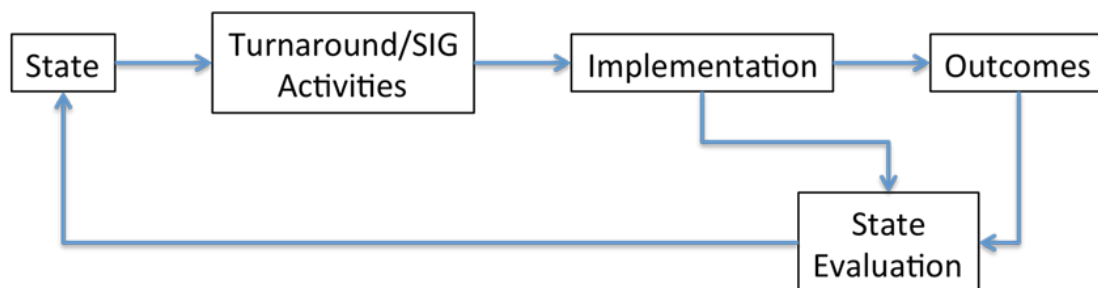 State
Turnaround/SIG
Activities
Implementation
Outcomes
State
Evaluation